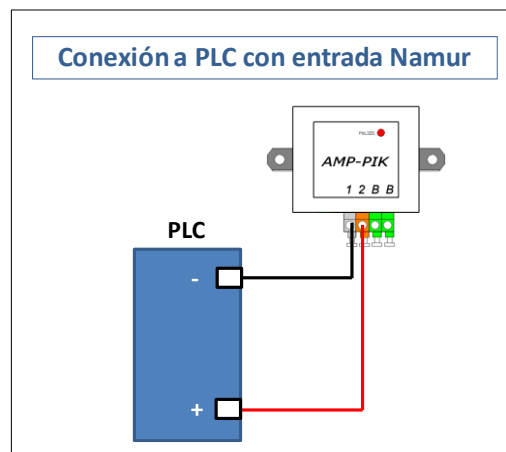 Conexión a PLC con entrada Namur
PULSOS
AMP-PIK
1 2 B B
PLC
-
+